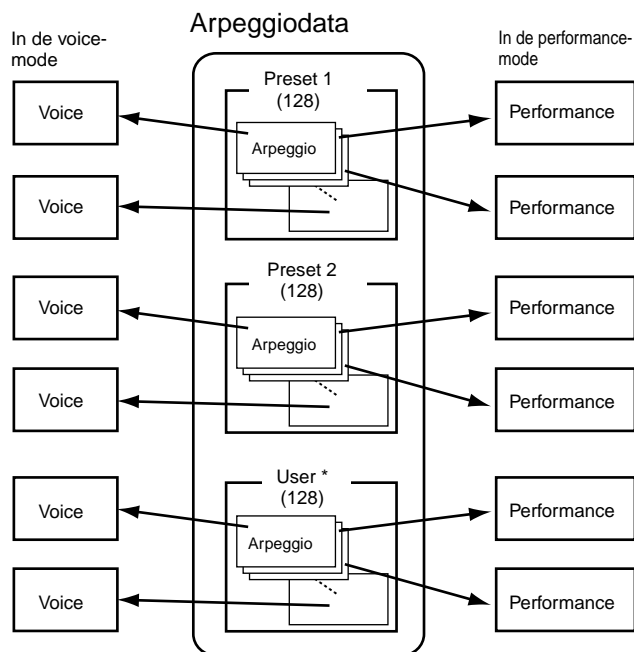 Arpeggiodata
In de voice-
mode
In de performance-
mode
Preset 1
(128)
Voice
Arpeggio
Performance
Voice
Performance
Preset 2
(128)
Voice
Arpeggio
Performance
Voice
Performance
User *
(128)
Voice
Arpeggio
Performance
Voice
Performance